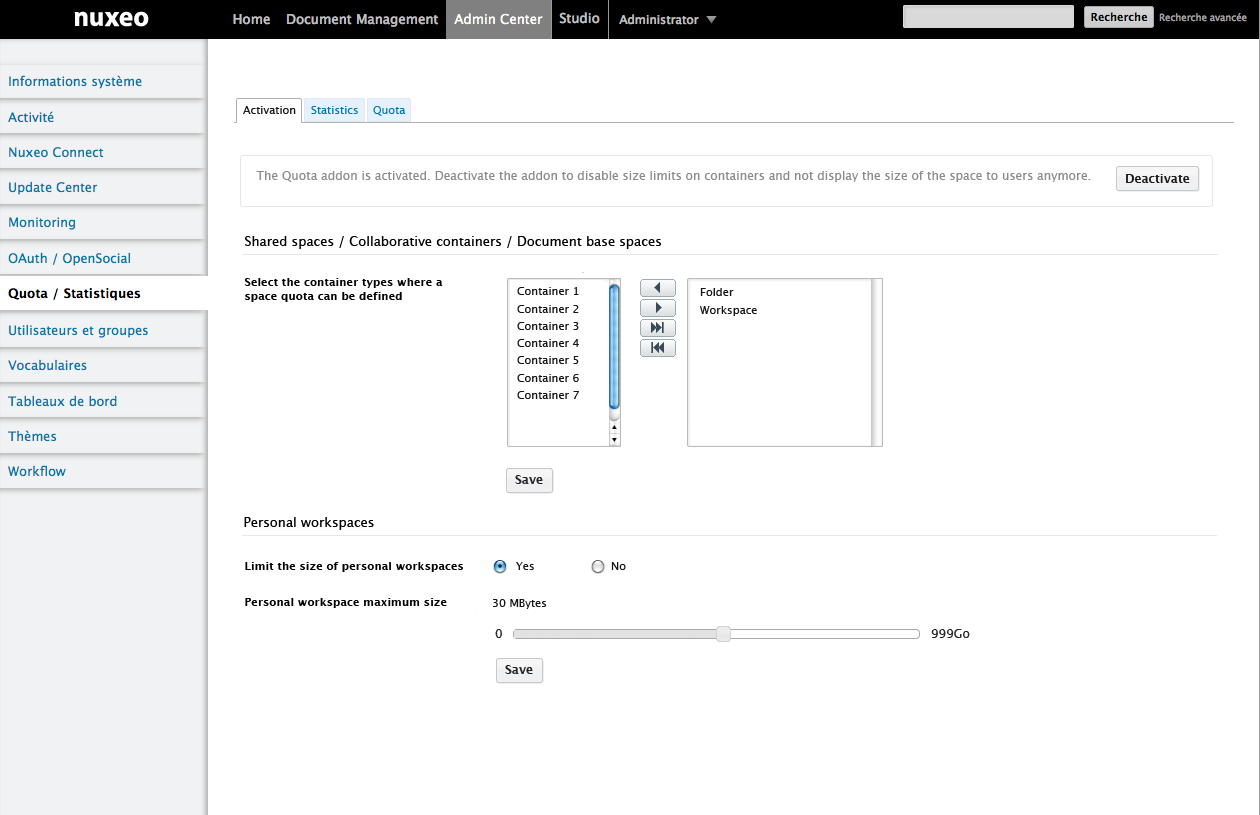 nuxeo
Home Document Management Admin Center Studio Administrator
Recherche Recherche avancée
Informations système
Activité
Nuxeo Connect
Update Center
Monitoring
OAuth / OpenSocial
Quota / Statistiques
Utilisateurs et groupes
Vocabulaires
Tableaux de bord
Thèmes
Workflow
Activation Statistics Quota
The Quota addon is activated. Deactivate the addon to disable size limits on containers and not display the size of the space to users anymore.
Deactivate
Shared spaces / Collaborative containers / Document base spaces
Select the container types where a
space quota can be defined
Container 1
Container 2
Container 3
Container 4
Container 5
Container 6
Container 7
Folder
Workspace
Save
Personal workspaces
Limit the size of personal workspaces Yes No
Personal workspace maximum size 30 MBytes
0 999Go
Save